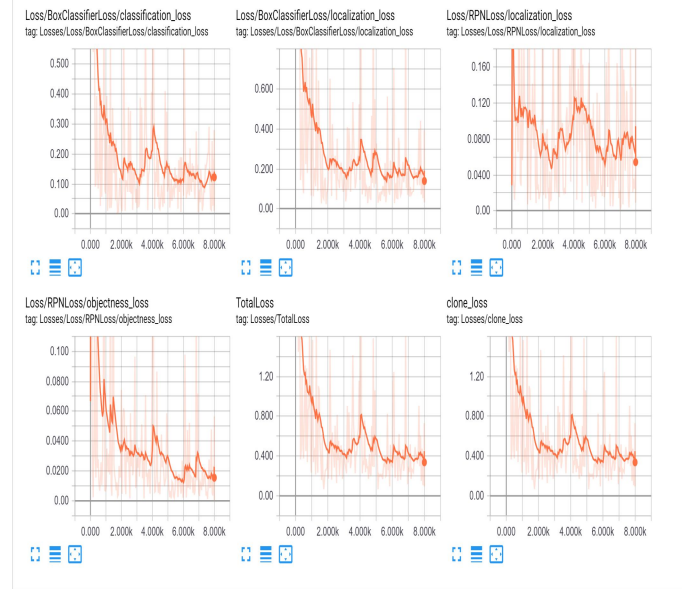 Loss/BoxClassifierLoss/classification_loss
tag: Losses/Loss/BoxClassifierLoss/classification_loss
0.500
0.400
0.300
0.200
0.100
0.00
0.000 2.000k 4.000k 6.000k 8.000k
Loss/BoxClassifierLoss/localization_loss
tag: Losses/Loss/BoxClassifierLoss/localization_loss
0.600
0.400
0.200
0.00
0.000 2.000k 4.000k 6.000k 8.000k
Loss/RPNLoss/localization_loss
tag: Losses/Loss/RPNLoss/localization_loss
0.160
0.120
0.0800
0.0400
0.00
0.000 2.000k 4.000k 6.000k 8.000k
Loss/RPNLoss/objectness_loss
tag: Losses/Loss/RPNLoss/objectness_loss
0.100
0.0800
0.0600
0.0400
0.0200
0.00
0.000 2.000k 4.000k 6.000k 8.000k
TotalLoss
tag: Losses/TotalLoss
1.20
0.800
0.400
0.00
0.000 2.000k 4.000k 6.000k 8.000k
clone_loss
tag: Losses/clone_loss
1.20
0.800
0.400
0.00
0.000 2.000k 4.000k 6.000k 8.000k